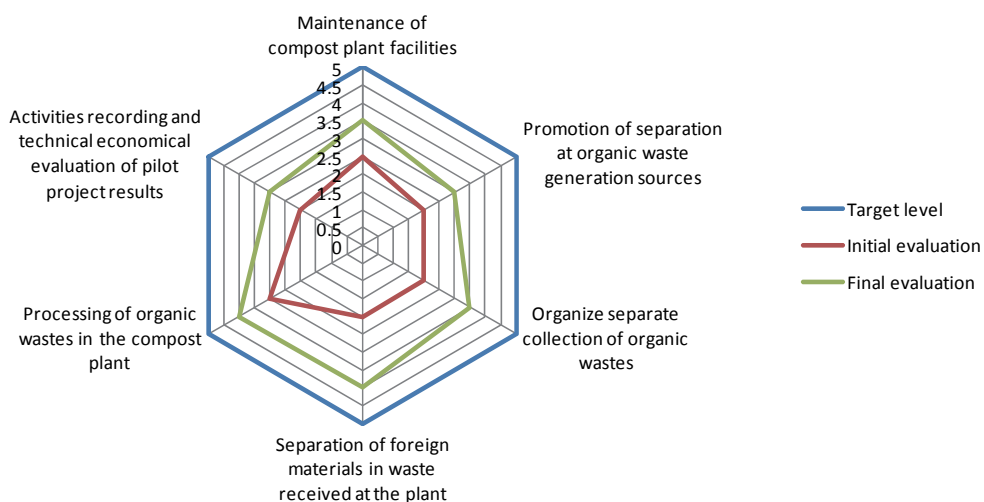 Maintenance of
compost plant facilities
5
4.5
4
3.5
3
2.5
2
1.5
1
0.5
0
Promotion of separation
at organic waste
generation sources
Organize separate
collection of organic
wastes
Separation of foreign
materials in waste
received at the plant
Processing of organic
wastes in the compost
plant
Activities recording and
technical economical
evaluation of pilot
project results
Target level
Initial evaluation
Final evaluation